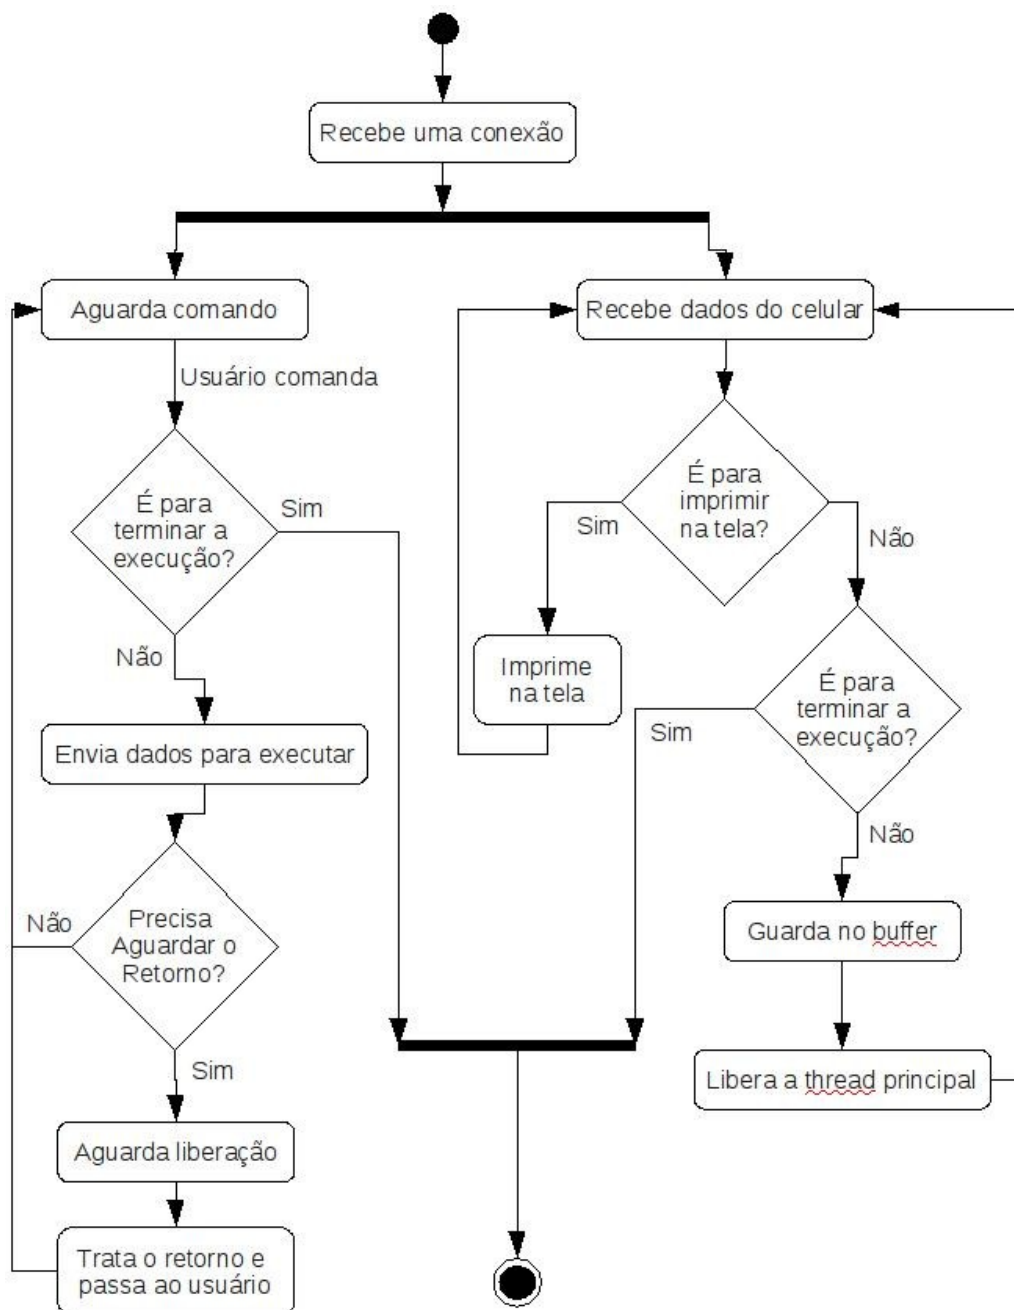 Recebe uma conexão
Aguarda comando
Recebe dados do celular
Usuário comanda
É para
terminar a
execução?
Sim
Não
É para
imprimir
na tela?
Sim
Não
Imprime
na tela
É para
terminar a
execução?
Sim
Não
Envia dados para executar
Precisa
Aguardar o
Retorno?
Não
Sim
Guarda no buffer
Libera a thread principal
Aguarda liberação
Trata o retorno e
passa ao usuário